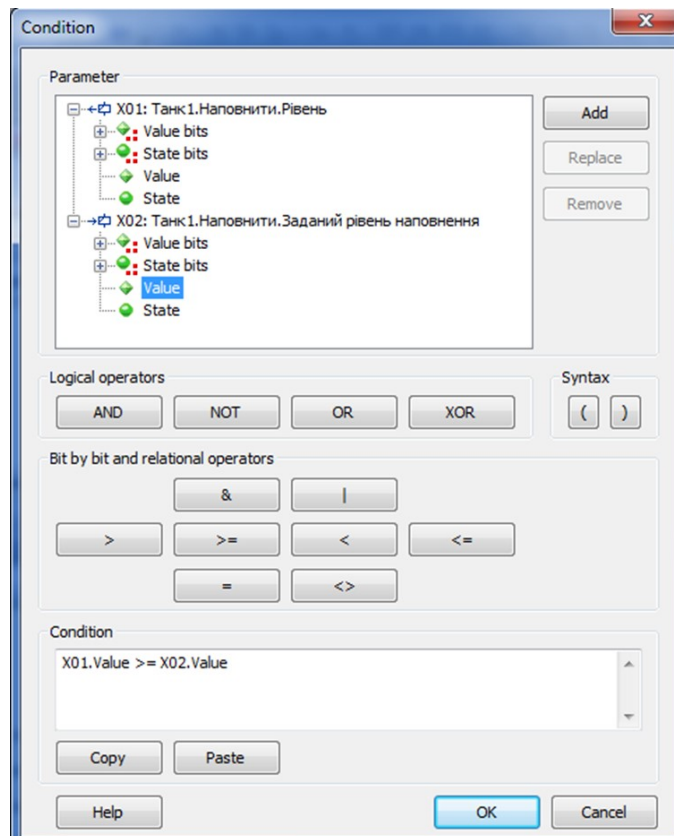 Condition
Parameter
X01: Танк1.Наповнити.Рівень
Value bits
State bits
Value
State
X02: Танк1.Наповнити.Заданий рівень наповнення
Value bits
State bits
Value
State
Add
Replace
Remove
Logical operators
AND NOT OR XOR
Syntax
( )
Bit by bit and relational operators
& |
> >= < <=
= <>
Condition
X01.Value >= X02.Value
Copy Paste
Help OK Cancel